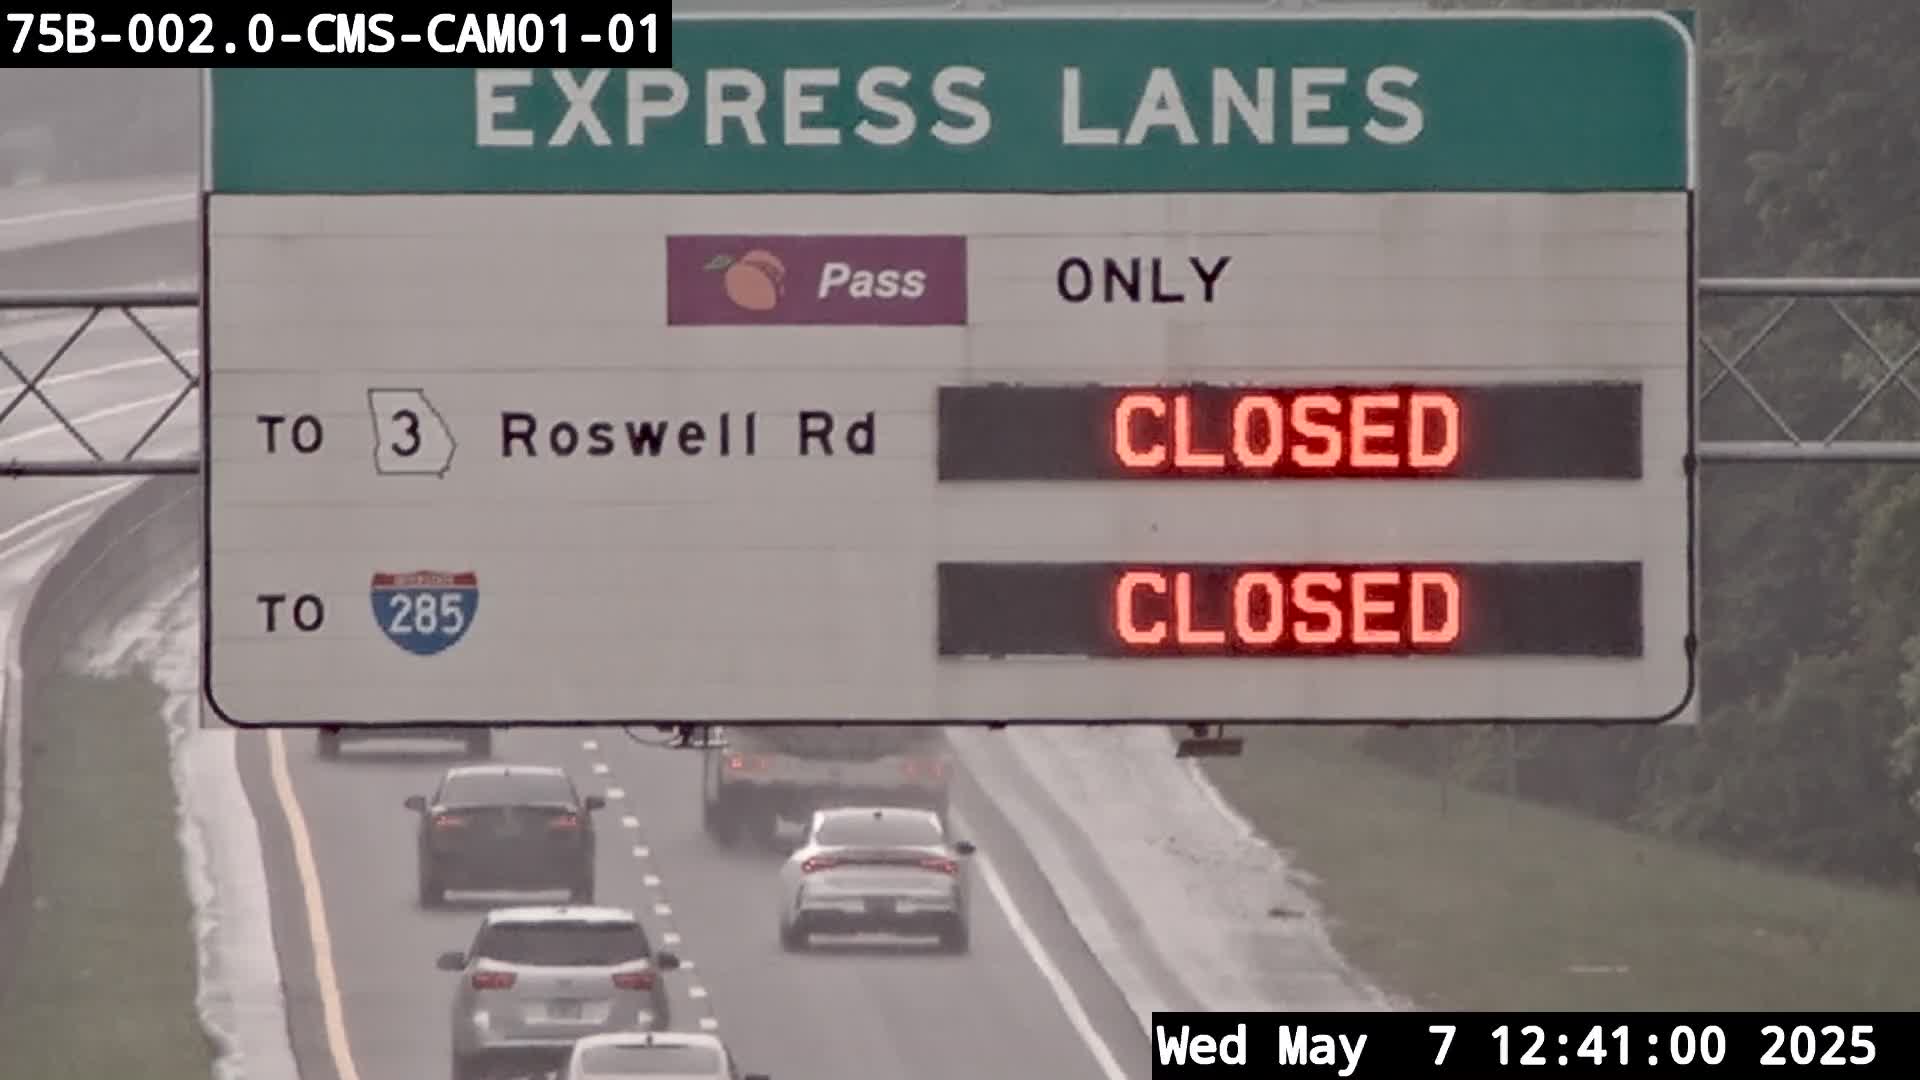 75B-002.0-CMS-CAM01-01
EXPRESS LANES
Pass ONLY
TO 3 Roswell Rd CLOSED
TO 285 CLOSED
Wed May 7 12:41:00 2025